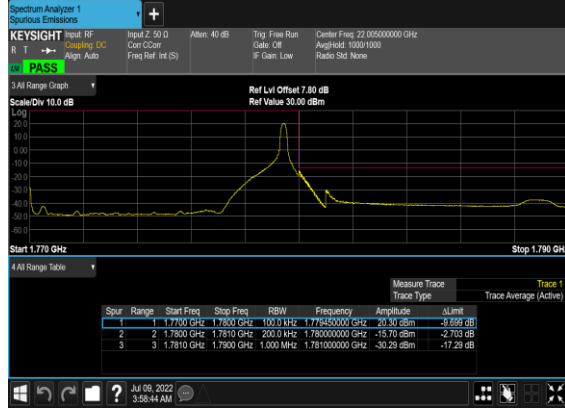 Spectrum Analyzer 1
Spurious Emissions
+
KEYSIGHT Input: RF Input Z: 50 Ω Atten: 40 dB Trig: Free Run Center Freq: 22.005000000 GHz
R T Coupling: DC Corr CCorr Gate: Off Avg|Hold: 1000/1000
Align: Auto Freq Ref: Int (S) IF Gain: Low Radio Std: None
PASS
3 All Range Graph
Ref Lvl Offset 7.80 dB
Scale/Div 10.0 dB Ref Value 30.00 dBm
Log
20.0
10.0
0.00
-10.0
-20.0
-30.0
-40.0
-50.0
-60.0
Start 1.770 GHz Stop 1.790 GH
4 All Range Table
Measure Trace Trace 1
Trace Type Trace Average (Active)
Spur Range Start Freq Stop Freq RBW Frequency Amplitude ΔLimit
1 1 1.7700 GHz 1.7800 GHz 100.0 kHz 1.779450000 GHz 20.30 dBm -9.699 dB
2 2 1.7800 GHz 1.7810 GHz 200.0 kHz 1.780000000 GHz -15.70 dBm -2.703 dB
3 3 1.7810 GHz 1.7900 GHz 1.000 MHz 1.781000000 GHz -30.29 dBm -17.29 dB
? Jul 09, 2022
3:58:44 AM